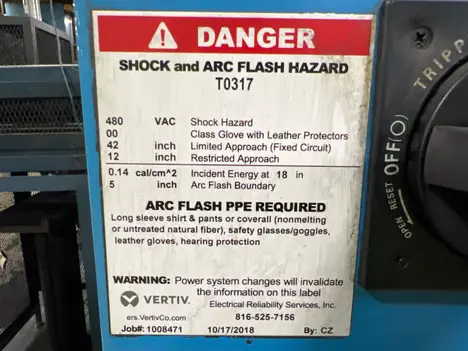 DANGER
SHOCK and ARC FLASH HAZARD
T0317
480 VAC Shock Hazard
00 Class Glove with Leather Protectors
42 inch Limited Approach (Fixed Circuit)
12 inch Restricted Approach
0.14 cal/cm^2 Incident Energy at 18 in
5 inch Arc Flash Boundary
ARC FLASH PPE REQUIRED
Long sleeve shirt & pants or coverall (nonmelting
or untreated natural fiber), safety glasses/goggles,
leather gloves, hearing protection
WARNING: Power system changes will invalidate
the information on this label
VERTIV. Electrical Reliability Services, Inc.
ers.VertivCo.com 816-525-7156
Job#: 1008471 10/17/2018 By: CZ
TRIPP
OFF(O)
OPEN RESET